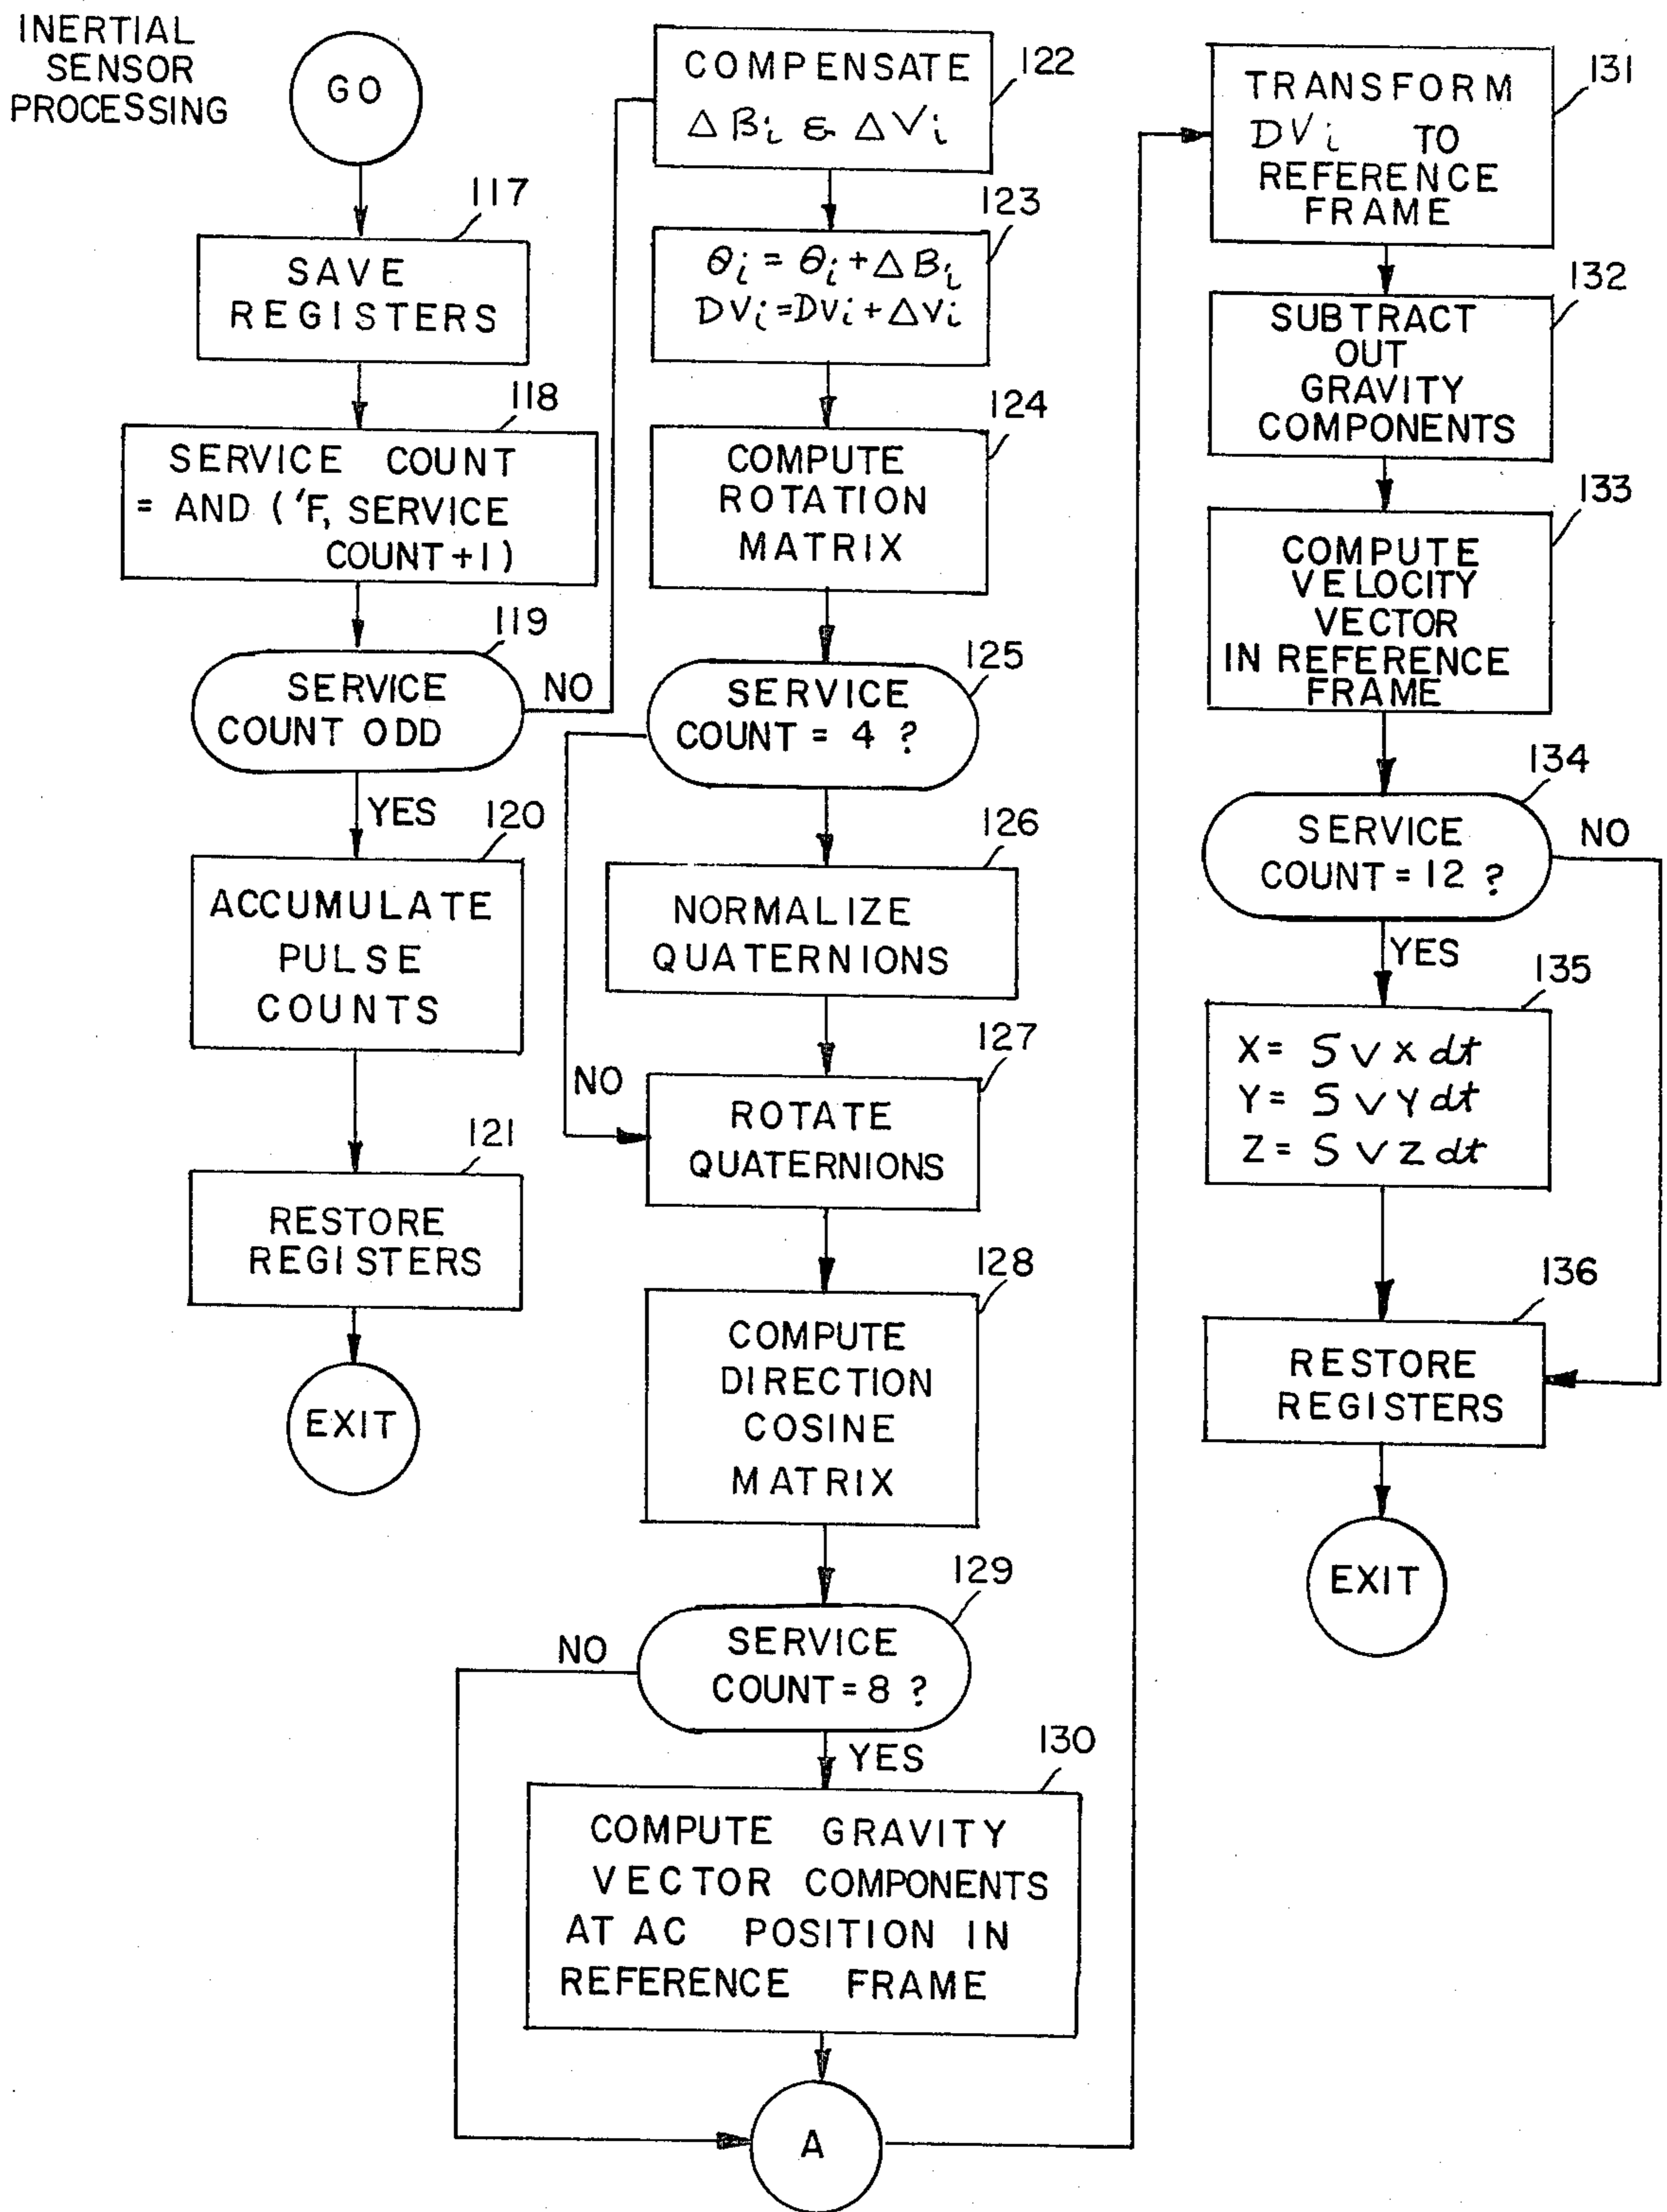 INERTIAL
SENSOR
PROCESSING
GO
117
SAVE
REGISTERS
118
SERVICE COUNT
= AND ('F, SERVICE
COUNT+1)
119
SERVICE
COUNT ODD
NO
YES
120
ACCUMULATE
PULSE
COUNTS
121
RESTORE
REGISTERS
EXIT
122
COMPENSATE
ΔBi & ΔVi
123
θi = θi + ΔBi
DVi = DVi + ΔVi
124
COMPUTE
ROTATION
MATRIX
125
SERVICE
COUNT = 4 ?
126
NORMALIZE
QUATERNIONS
NO
127
ROTATE
QUATERNIONS
128
COMPUTE
DIRECTION
COSINE
MATRIX
129
NO
SERVICE
COUNT = 8 ?
YES
130
COMPUTE GRAVITY
VECTOR COMPONENTS
AT AC POSITION IN
REFERENCE FRAME
A
131
TRANSFORM
DVi TO
REFERENCE
FRAME
132
SUBTRACT
OUT
GRAVITY
COMPONENTS
133
COMPUTE
VELOCITY
VECTOR
IN REFERENCE
FRAME
134
SERVICE
COUNT = 12 ?
NO
YES
135
X = S V X dt
Y = S V Y dt
Z = S V Z dt
136
RESTORE
REGISTERS
EXIT